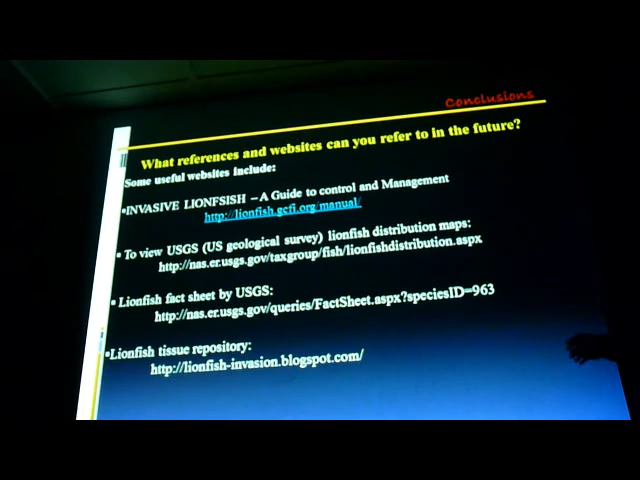 Conclusions
What references and websites can you refer to in the future?
Some useful websites include:
•INVASIVE LIONFSISH – A Guide to control and Management
http://lionfish.gcfi.org/manual/
• To view USGS (US geological survey) lionfish distribution maps:
http://nas.er.usgs.gov/taxgroup/fish/lionfishdistribution.aspx
• Lionfish fact sheet by USGS:
http://nas.er.usgs.gov/queries/FactSheet.aspx?speciesID=963
•Lionfish tissue repository:
http://lionfish-invasion.blogspot.com/